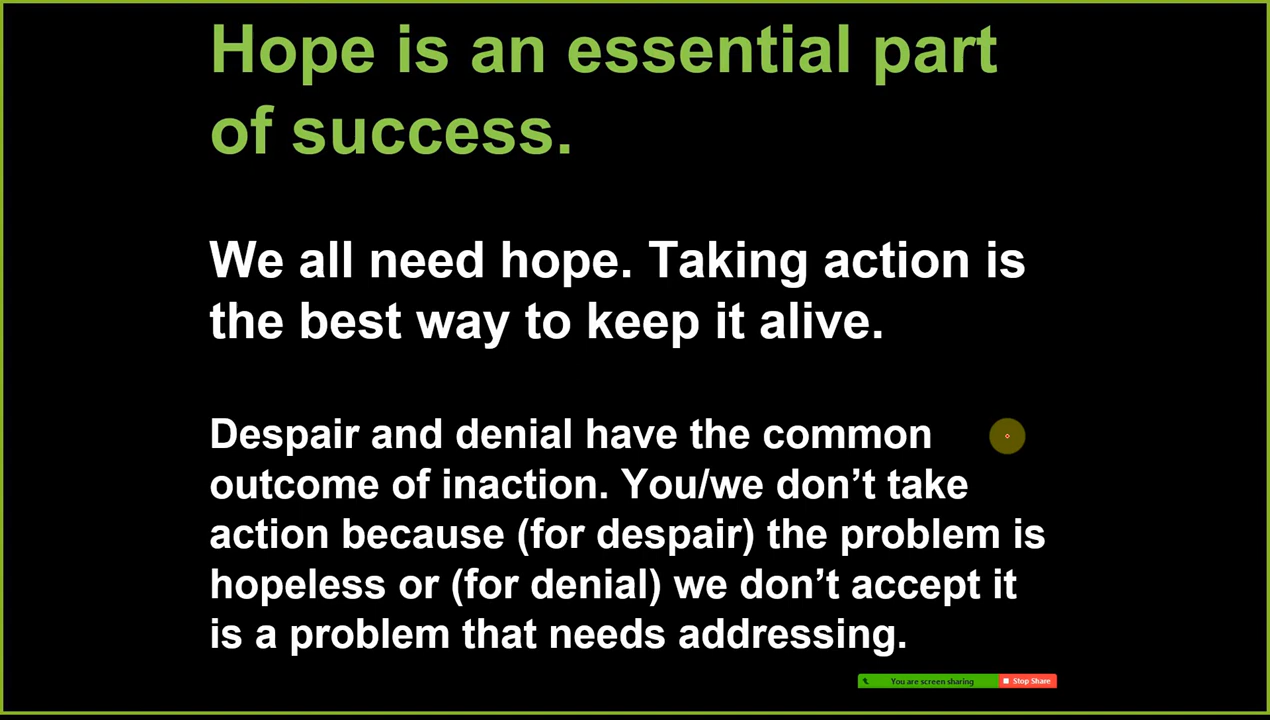 Hope is an essential part
of success.
We all need hope. Taking action is
the best way to keep it alive.
Despair and denial have the common
outcome of inaction. You/we don’t take
action because (for despair) the problem is
hopeless or (for denial) we don’t accept it
is a problem that needs addressing.
You are screen sharing Stop Share